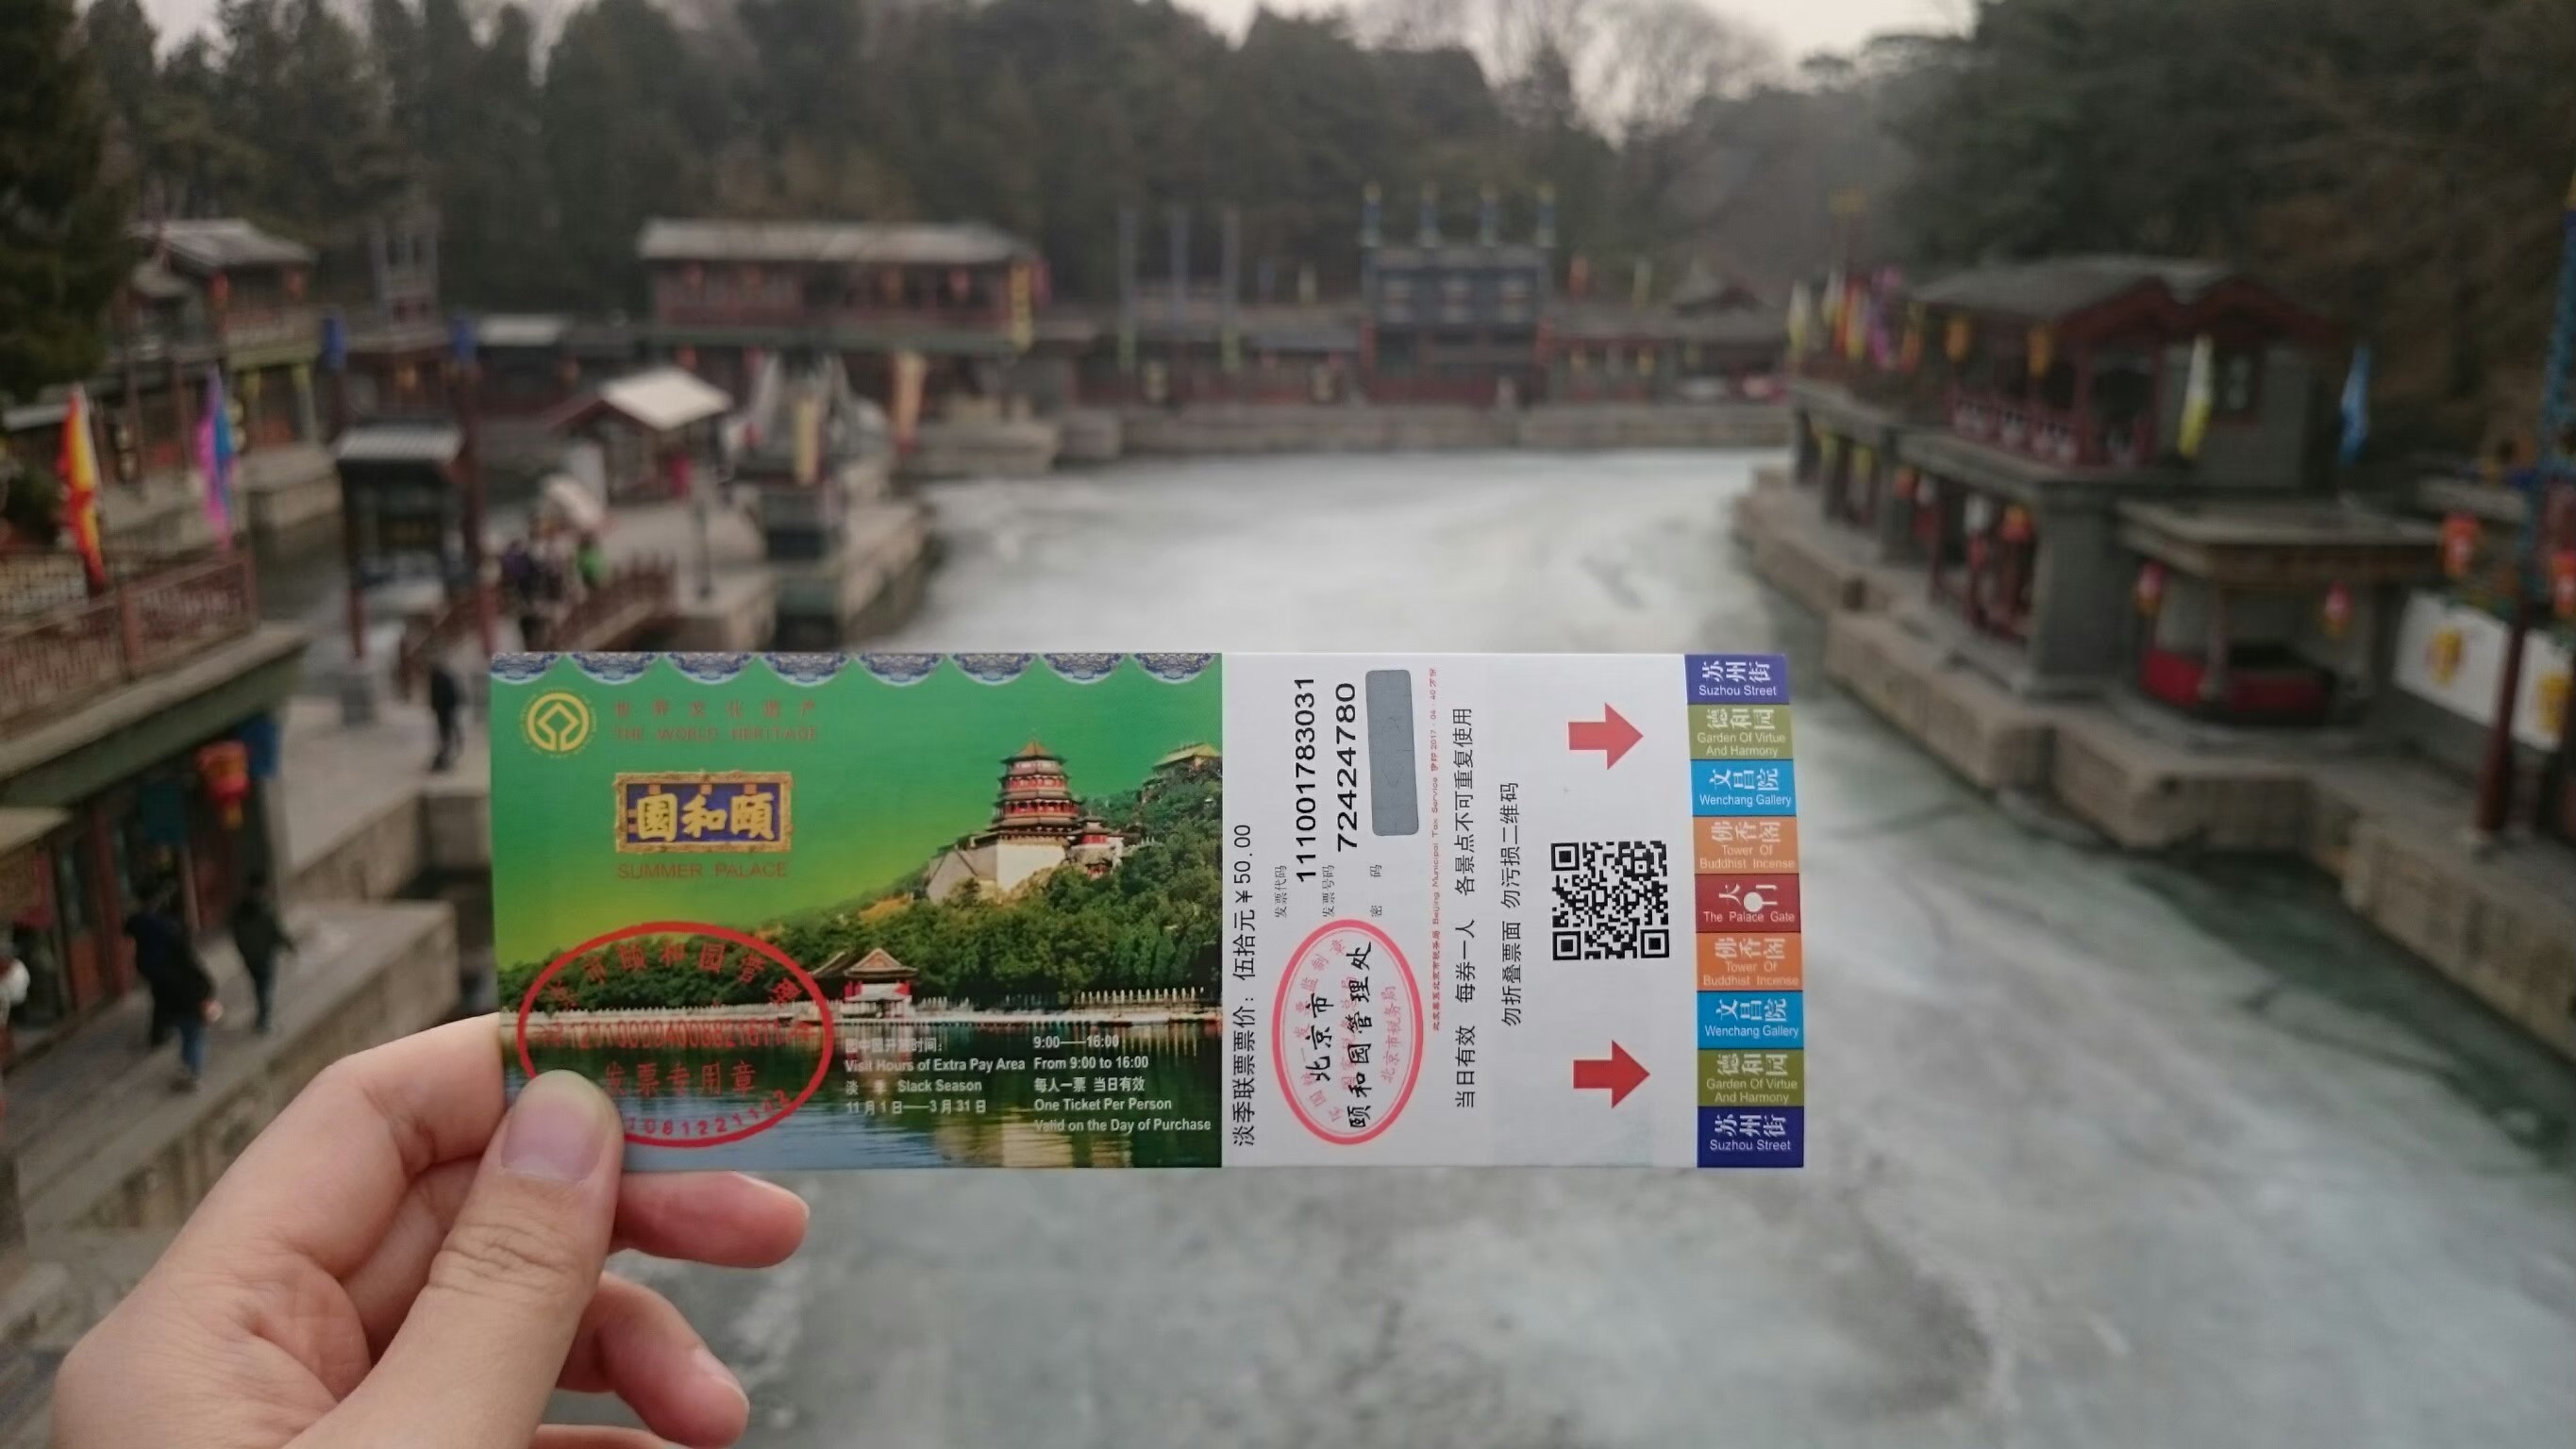 世界文化遗产
THE WORLD HERITAGE
園和頤
SUMMER PALACE
京颐和园管理
发票专用章
园中园开放时间: 9:00——16:00
Visit Hours of Extra Pay Area From 9:00 to 16:00
淡 季 Slack Season 每人一票 当日有效
11月1日——3月31日 One Ticket Per Person
Valid on the Day of Purchase
淡季联票票价: 伍拾元￥50.00
发票代码 111001783031
发票号码 72424780
密 码
北京市
颐和园管理处
北京市税务局
当日有效 每券一人 各景点不可重复使用
勿折叠票面 勿污损二维码
苏州街
Suzhou Street
德和园
Garden Of Virtue
And Harmony
文昌院
Wenchang Gallery
佛香阁
Tower Of
Buddhist Incense
大门
The Palace Gate
佛香阁
Tower Of
Buddhist Incense
文昌院
Wenchang Gallery
德和园
Garden Of Virtue
And Harmony
苏州街
Suzhou Street